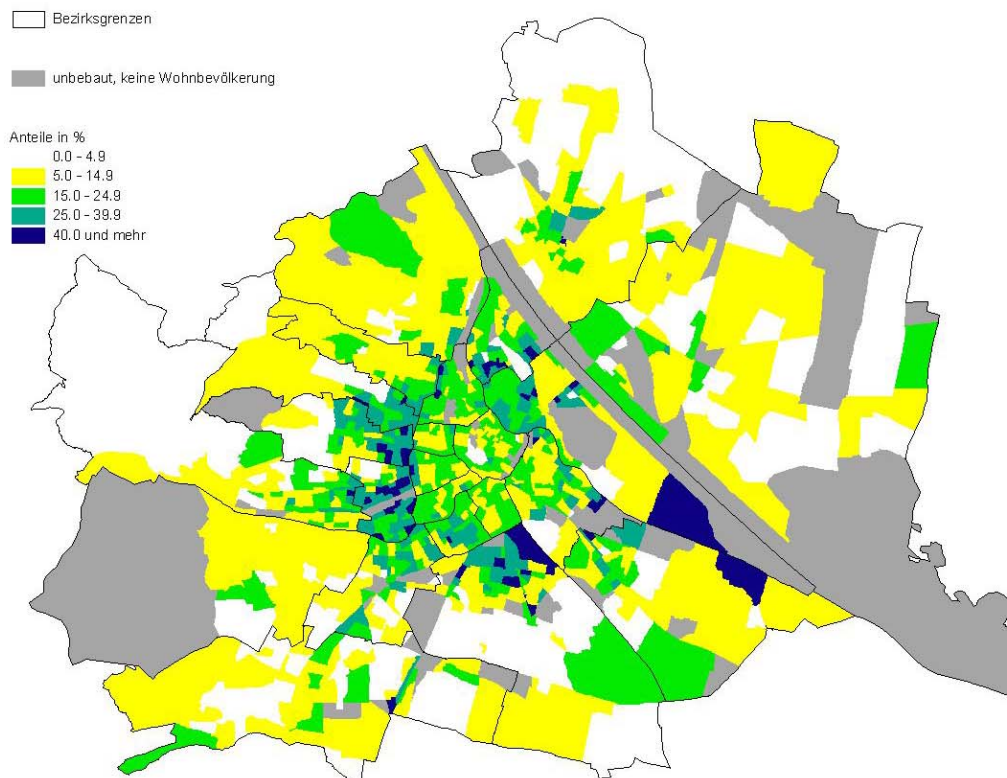 Bezirksgrenzen
unbebaut, keine Wohnbevölkerung
Anteile in %
0.0 - 4.9
5.0 - 14.9
15.0 - 24.9
25.0 - 39.9
40.0 und mehr